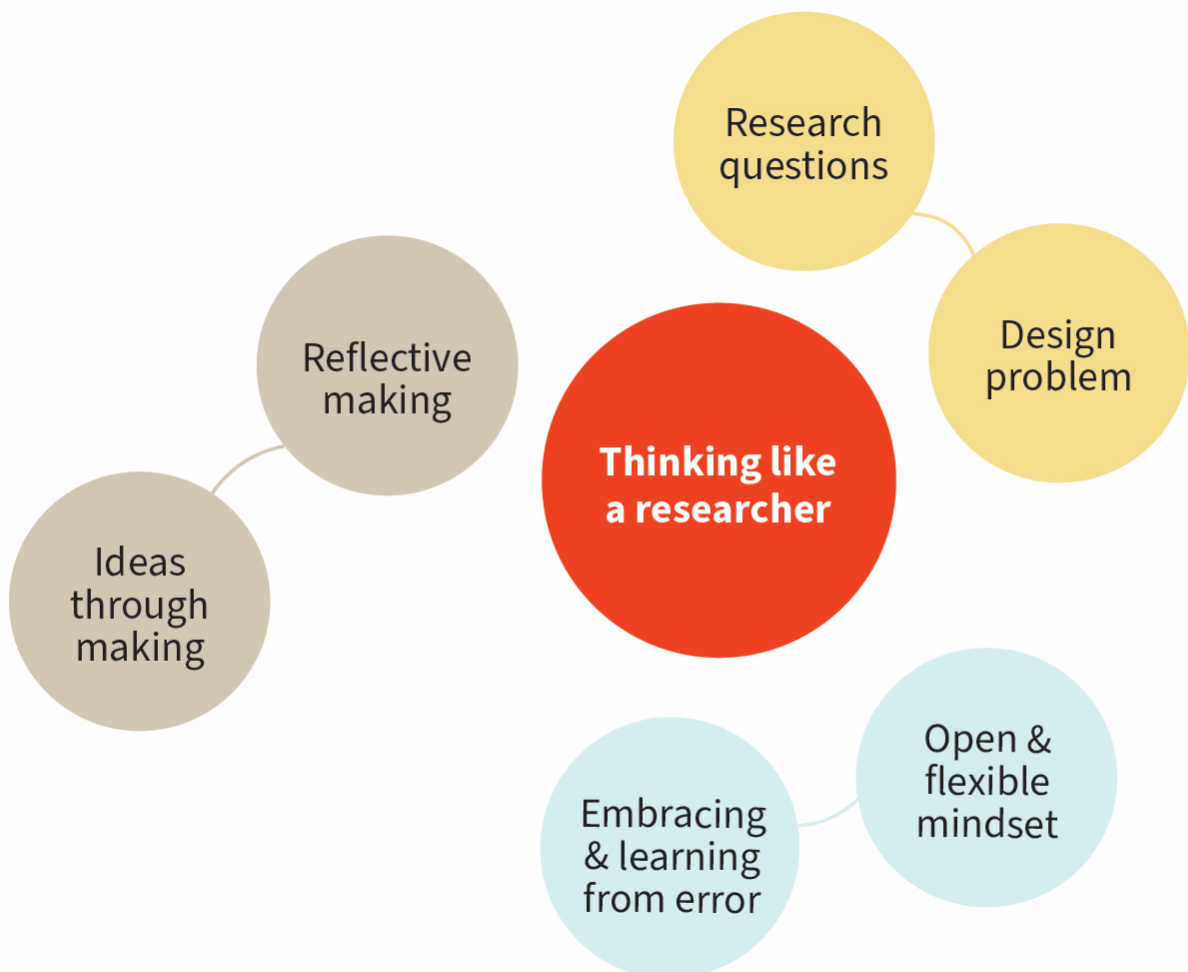 Research
questions
Design
problem
Reflective
making
Thinking like
a researcher
Ideas
through
making
Open &
flexible
mindset
Embracing
& learning
from error